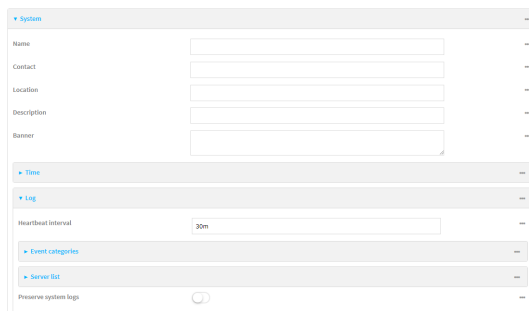 System
Name
Contact
Location
Description
Banner
Time
Log
Heartbeat interval
30m
Event categories
Server list
Preserve system logs